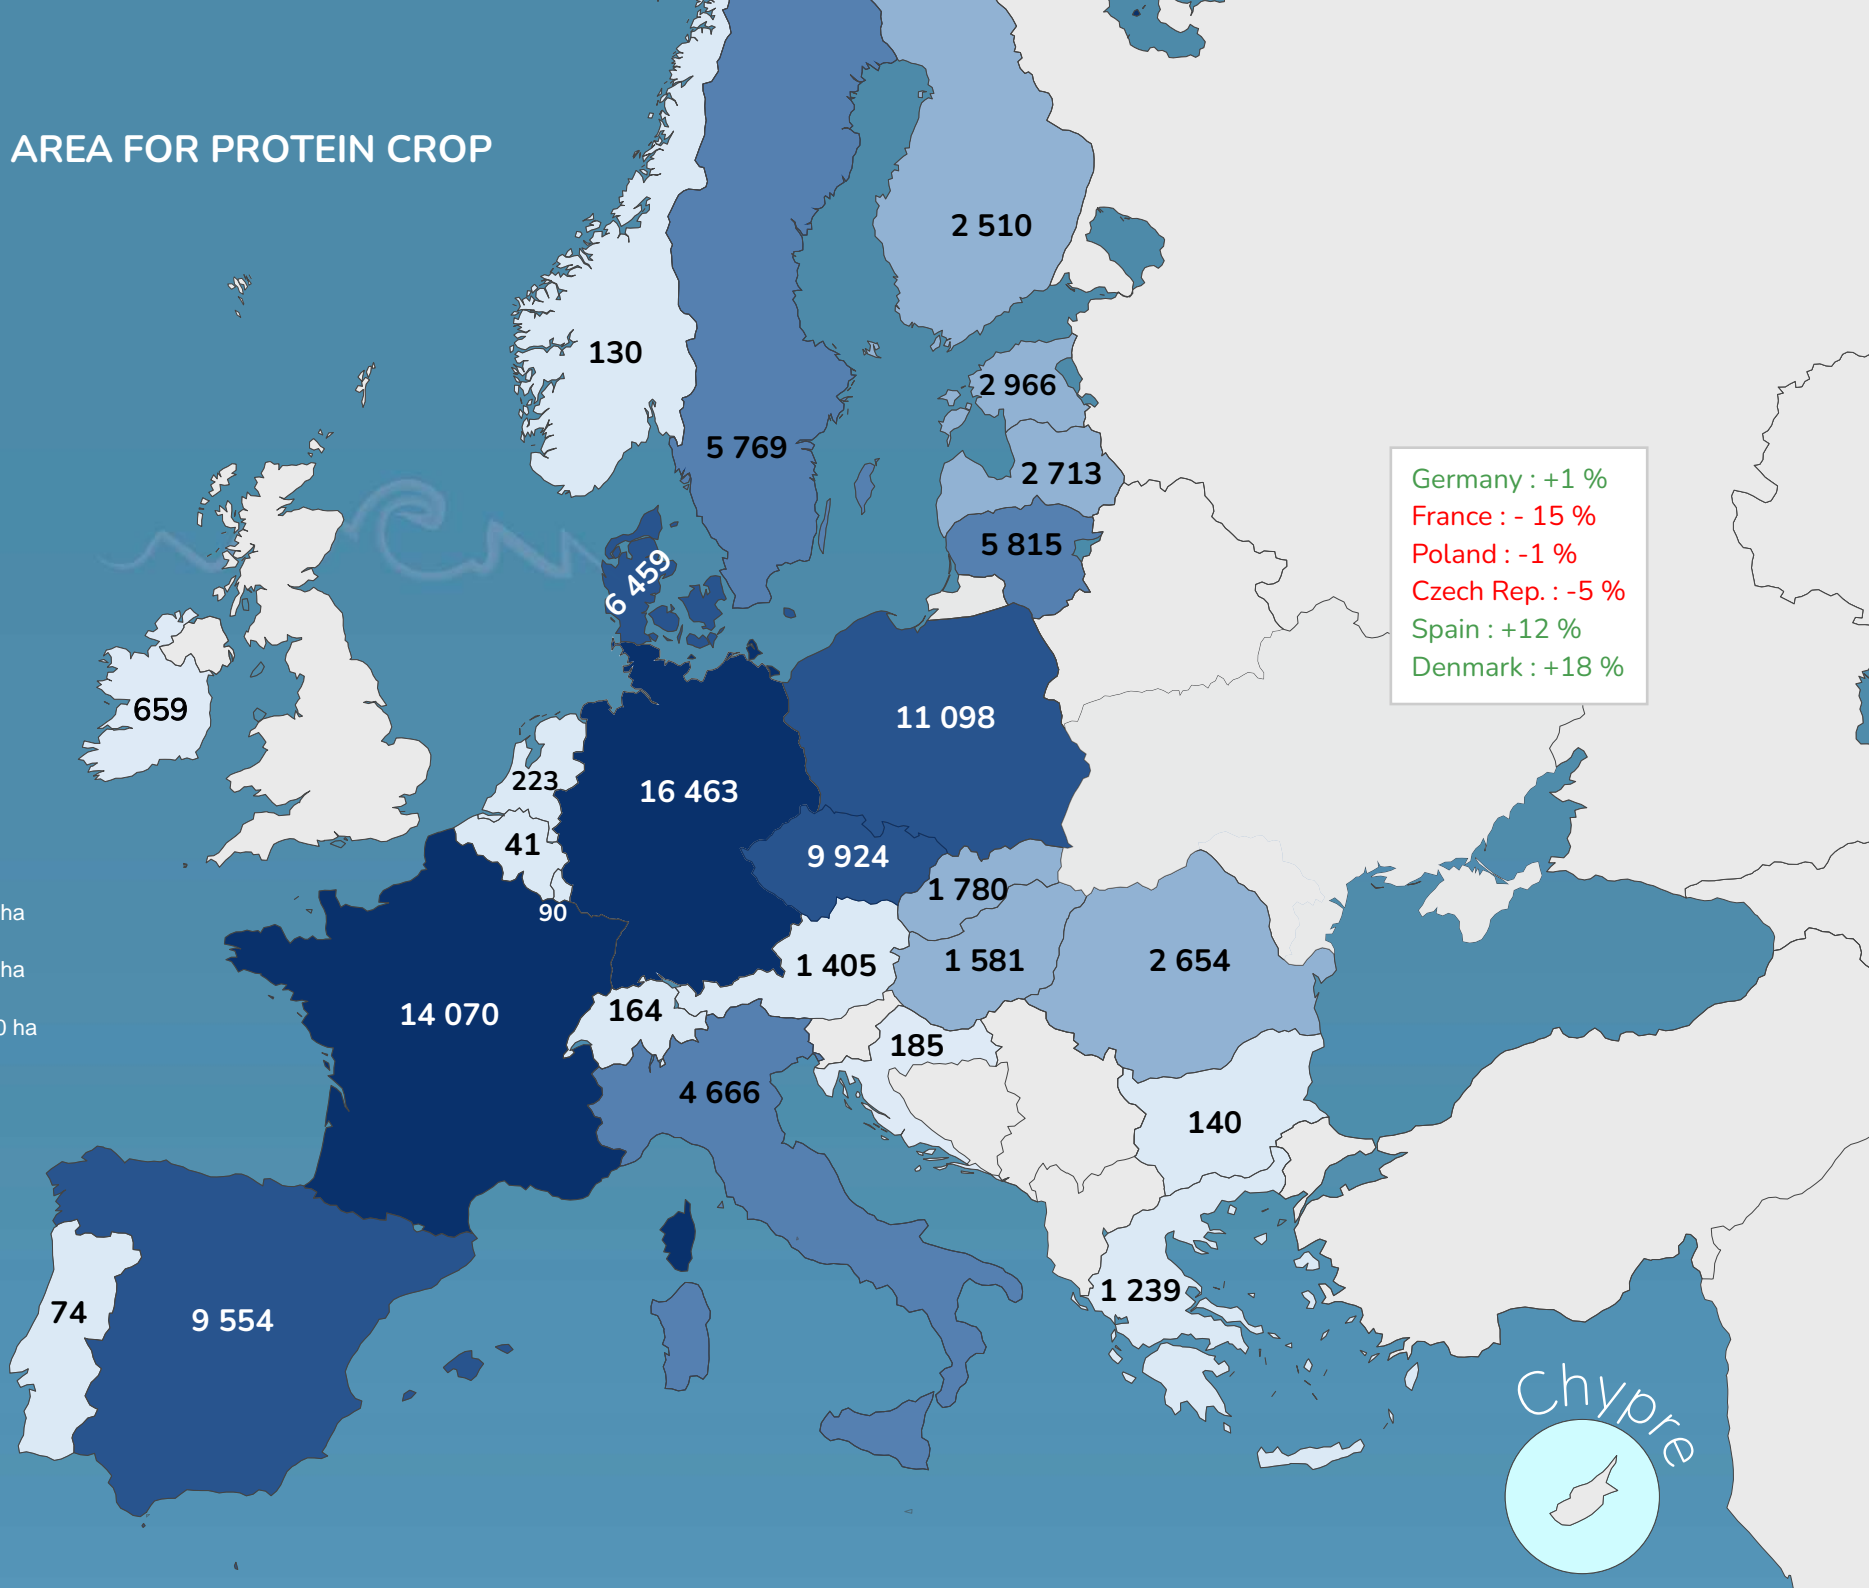 AREA FOR PROTEIN CROP
2 510
130
2 966
5 769
2 713
Germany : +1 %
France : - 15 %
Poland : -1 %
Czech Rep. : -5 %
Spain : +12 %
Denmark : +18 %
5 815
6 459
659
11 098
223
16 463
41
9 924
1 780
90
ha
1 405
1 581
2 654
ha
164
14 070
0 ha
185
4 666
140
1 239
74
9 554
Chypre